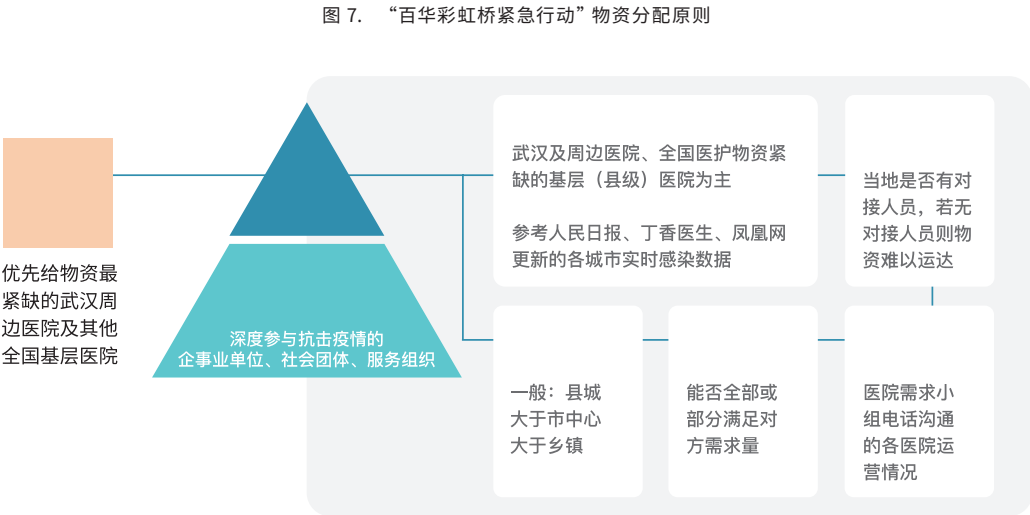 图 7. “百华彩虹桥紧急行动”物资分配原则
优先给物资最
紧缺的武汉周
边医院及其他
全国基层医院
深度参与抗击疫情的
企事业单位、社会团体、服务组织
武汉及周边医院、全国医护物资紧
缺的基层（县级）医院为主
参考人民日报、丁香医生、凤凰网
更新的各城市实时感染数据
当地是否有对
接人员，若无
对接人员则物
资难以运达
一般：县城
大于市中心
大于乡镇
能否全部或
部分满足对
方需求量
医院需求小
组电话沟通
的各医院运
营情况